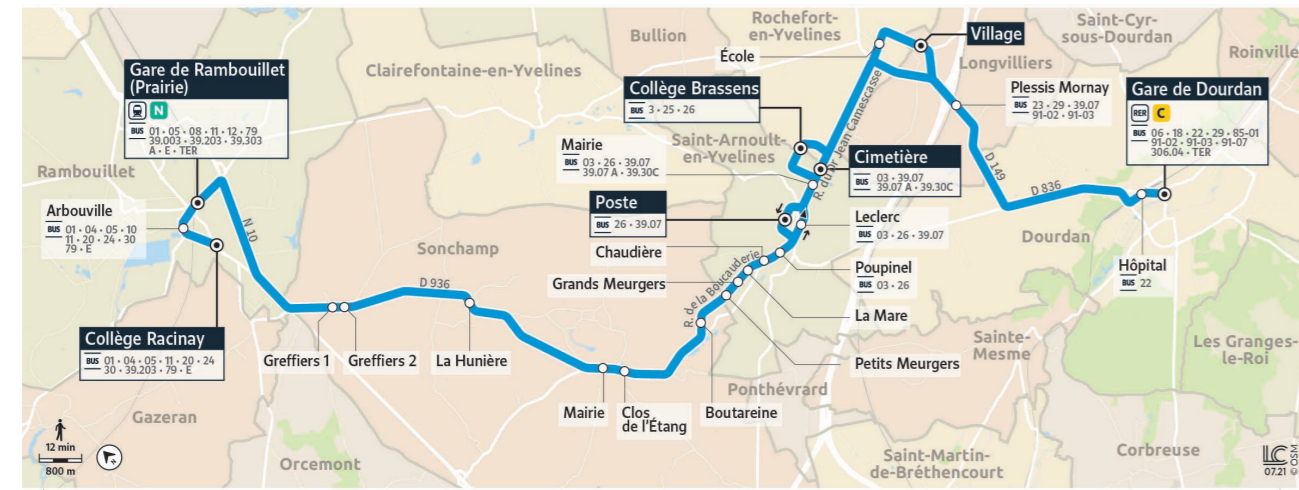 Rochefort-
en-Yvelines
Saint-Cyr-
sous-Dourdan
Bullion
Village
École
Longvilliers
Roinville
Clairefontaine-en-Yvelines
Gare de Rambouillet
(Prairie)
N
BUS 01 • 05 • 08 • 11 • 12 • 79
39.003 • 39.203 • 39.303
A • E • TER
Collège Brassens
BUS 3 • 25 • 26
Plessis Mornay
BUS 23 • 29 • 39.07
91-02 • 91-03
Gare de Dourdan
RER C
BUS 06 • 18 • 22 • 29 • 85-01
91-02 • 91-03 • 91-07
306.04 • TER
R. du Dr Jean Camescasse
Saint-Arnoult-
en-Yvelines
Mairie
BUS 03 • 26 • 39.07
39.07 A • 39.30C
Cimetière
BUS 03 • 39.07
39.07 A • 39.30C
D 149
D 836
Rambouillet
Arbouville
BUS 01 • 04 • 05 • 10
11 • 20 • 24 • 30
79 • E
N 10
Poste
BUS 26 • 39.07
Leclerc
BUS 03 • 26 • 39.07
Sonchamp
Chaudière
Dourdan
Poupinel
BUS 03 • 26
Hôpital
BUS 22
D 936
Grands Meurgers
R. de la Boucauderie
La Mare
Collège Racinay
BUS 01 • 04 • 05 • 11 • 20 • 24
30 • 39.203 • 79 • E
Greffiers 1
Greffiers 2
La Hunière
Petits Meurgers
Sainte-
Mesme
Les Granges-
le-Roi
Ponthévrard
Mairie
Clos
de l'Étang
Boutareine
Gazeran
Orcemont
Saint-Martin-
de-Bréthencourt
Corbreuse
12 min
800 m
LC
07.21 © OSM